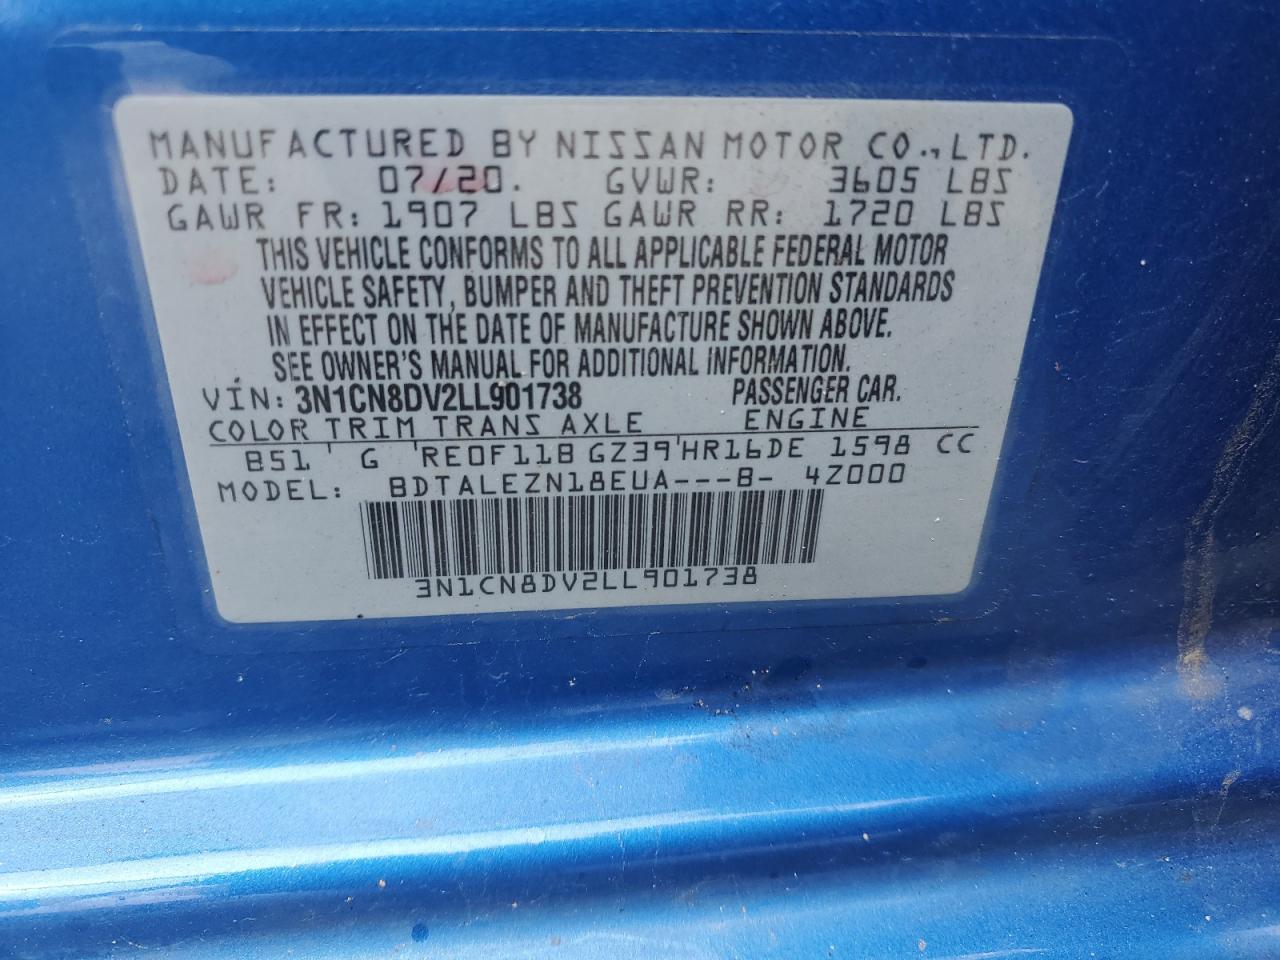 MANUFACTURED BY NISSAN MOTOR CO., LTD.
DATE: 07/20. GVWR: 3605 LBS
GAWR FR: 1907 LBS GAWR RR: 1720 LBS
THIS VEHICLE CONFORMS TO ALL APPLICABLE FEDERAL MOTOR
VEHICLE SAFETY, BUMPER AND THEFT PREVENTION STANDARDS
IN EFFECT ON THE DATE OF MANUFACTURE SHOWN ABOVE.
SEE OWNER'S MANUAL FOR ADDITIONAL INFORMATION.
VIN: 3N1CN8DV2LL901738 PASSENGER CAR.
COLOR TRIM TRANS AXLE ENGINE
B51 ' G ' RE0F11B GZ39 ' HR16DE 1598 CC
MODEL: BDTALEZN18EUA---B- 4Z000
3N1CN8DV2LL901738